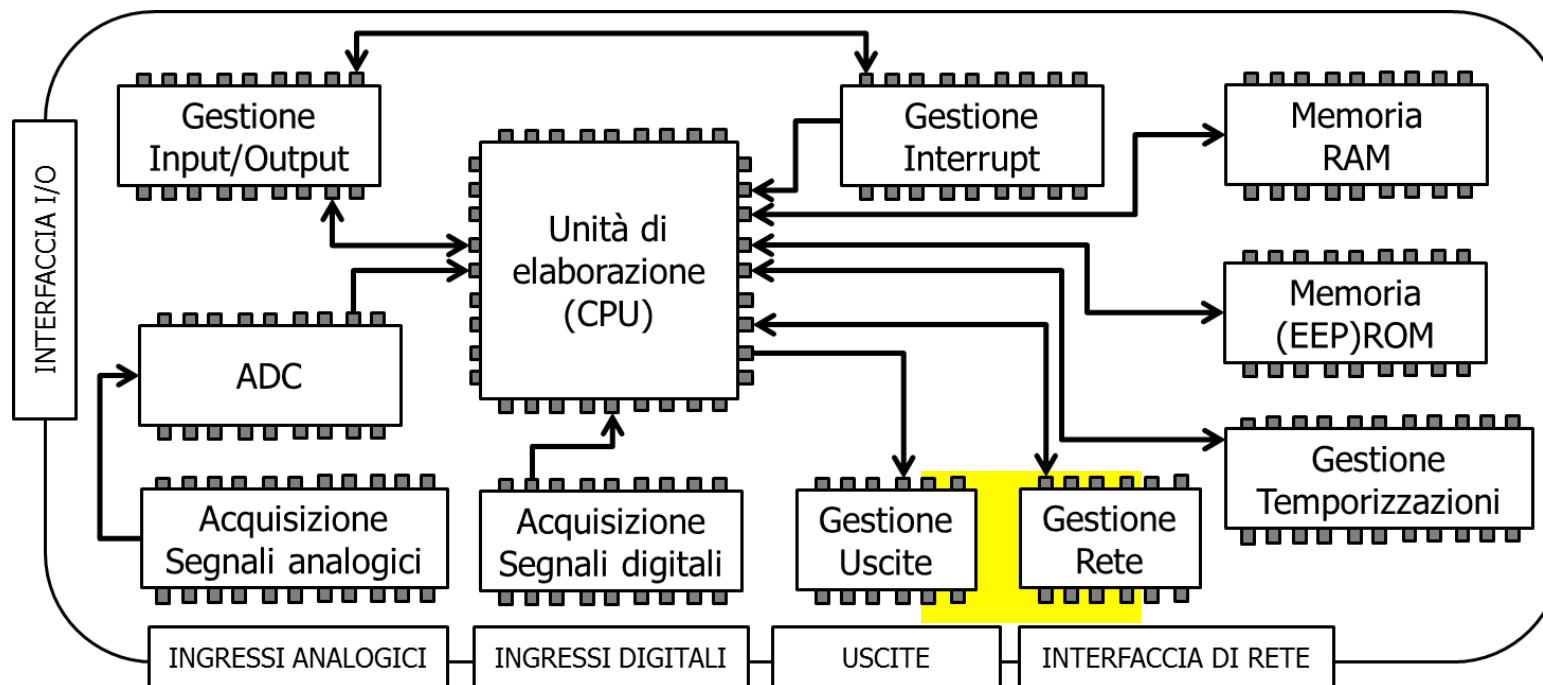 Gestione
Input/Output
Gestione
Interrupt
Memoria
RAM
INTERFACCIA I/O
Unità di
elaborazione
(CPU)
Memoria
(EEP)ROM
ADC
Gestione
Temporizzazioni
Acquisizione
Segnali analogici
Acquisizione
Segnali digitali
Gestione
Uscite
Gestione
Rete
INGRESSI ANALOGICI
INGRESSI DIGITALI
USCITE
INTERFACCIA DI RETE